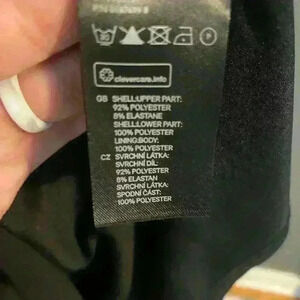 clevercare.info
GB SHELL:UPPER PART:
92% POLYESTER
8% ELASTANE
SHELL:LOWER PART:
100% POLYESTER
LINING:BODY:
100% POLYESTER
CZ SVRCHNÍ LÁTKA:
SVRCHNÍ DÍL:
92% POLYESTER
8% ELASTAN
SVRCHNÍ LÁTKA:
SPODNÍ ČÁST:
100% POLYESTER